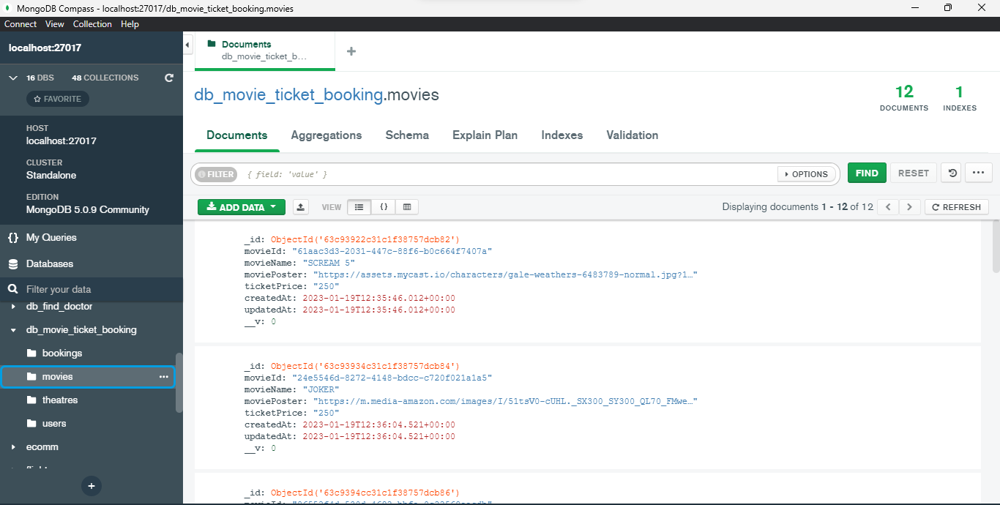 MongoDB Compass - localhost:27017/db_movie_ticket_booking.movies
Connect View Collection Help
localhost:27017
16 DBS 48 COLLECTIONS
FAVORITE
HOST
localhost:27017
CLUSTER
Standalone
EDITION
MongoDB 5.0.9 Community
{} My Queries
Databases
Filter your data
db_find_doctor
db_movie_ticket_booking
bookings
movies ...
theatres
users
ecomm
+
Documents
db_movie_ticket_b...
+
db_movie_ticket_booking.movies
12
DOCUMENTS
1
INDEXES
Documents Aggregations Schema Explain Plan Indexes Validation
FILTER { field: 'value' } OPTIONS FIND RESET ...
ADD DATA VIEW {} Displaying documents 1 - 12 of 12 < > REFRESH
_id: ObjectId('63c93922c31c1f38757dcb82')
movieId: "61aac3d3-2031-447c-88f6-b0c664f7407a"
movieName: "SCREAM 5"
moviePoster: "https://assets.mycast.io/characters/gale-weathers-6483789-normal.jpg?1…"
ticketPrice: "250"
createdAt: 2023-01-19T12:35:46.012+00:00
updatedAt: 2023-01-19T12:35:46.012+00:00
__v: 0
_id: ObjectId('63c93934c31c1f38757dcb84')
movieId: "24e5546d-8272-4148-bdcc-c720f021a1a5"
movieName: "JOKER"
moviePoster: "https://m.media-amazon.com/images/I/51tsV0-cUHL._SX300_SY300_QL70_FMwe…"
ticketPrice: "250"
createdAt: 2023-01-19T12:36:04.521+00:00
updatedAt: 2023-01-19T12:36:04.521+00:00
__v: 0
_id: ObjectId('63c9394cc31c1f38757dcb86')